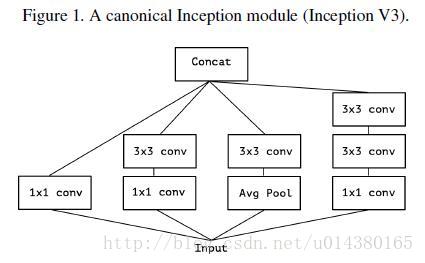 Figure 1. A canonical Inception module (Inception V3).
Concat
3x3 conv
3x3 conv
3x3 conv
3x3 conv
1x1 conv
1x1 conv
Avg Pool
1x1 conv
Input
http://blog.csdn.net/u014380165